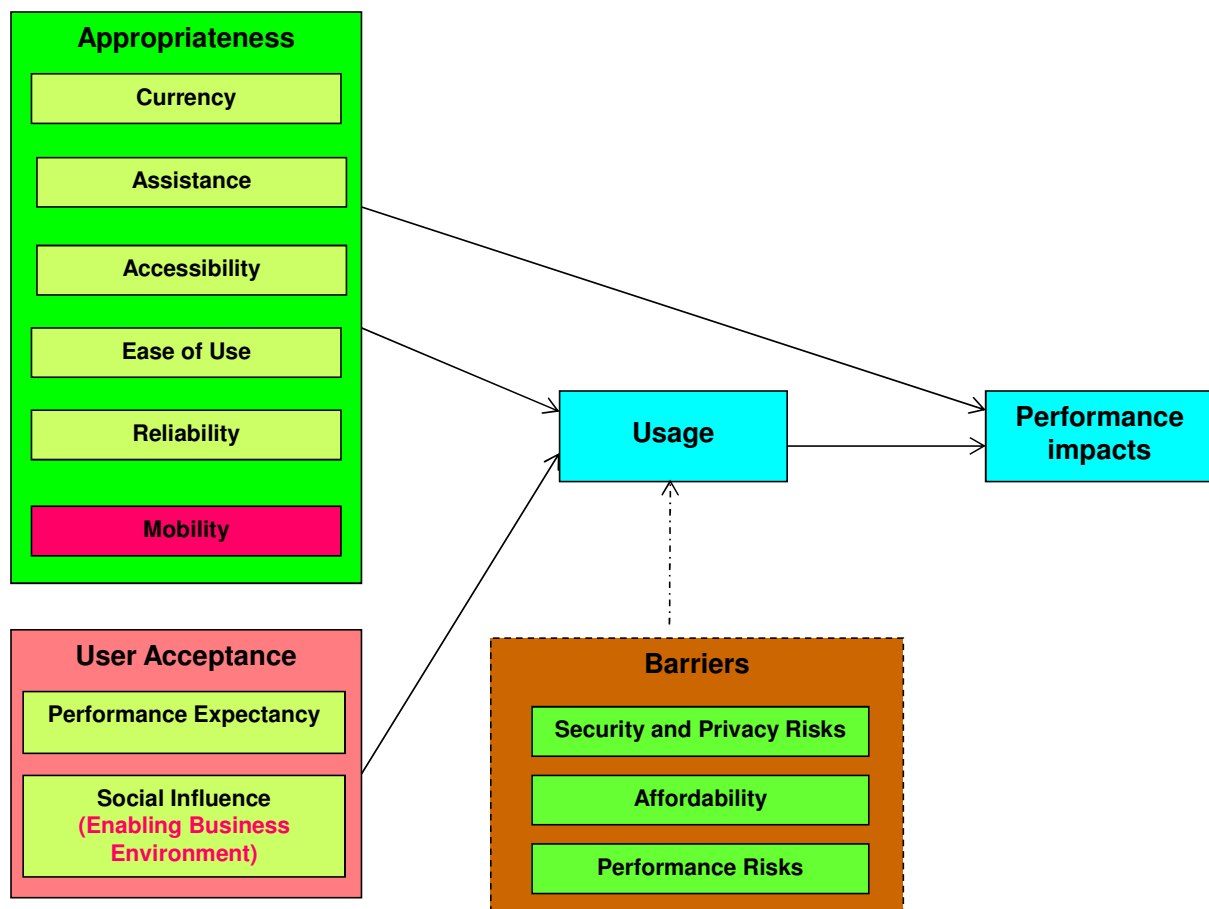 Appropriateness
Currency
Assistance
Accessibility
Ease of Use
Reliability
Mobility
User Acceptance
Performance Expectancy
Social Influence
(Enabling Business
Environment)
Usage
Performance
impacts
Barriers
Security and Privacy Risks
Affordability
Performance Risks